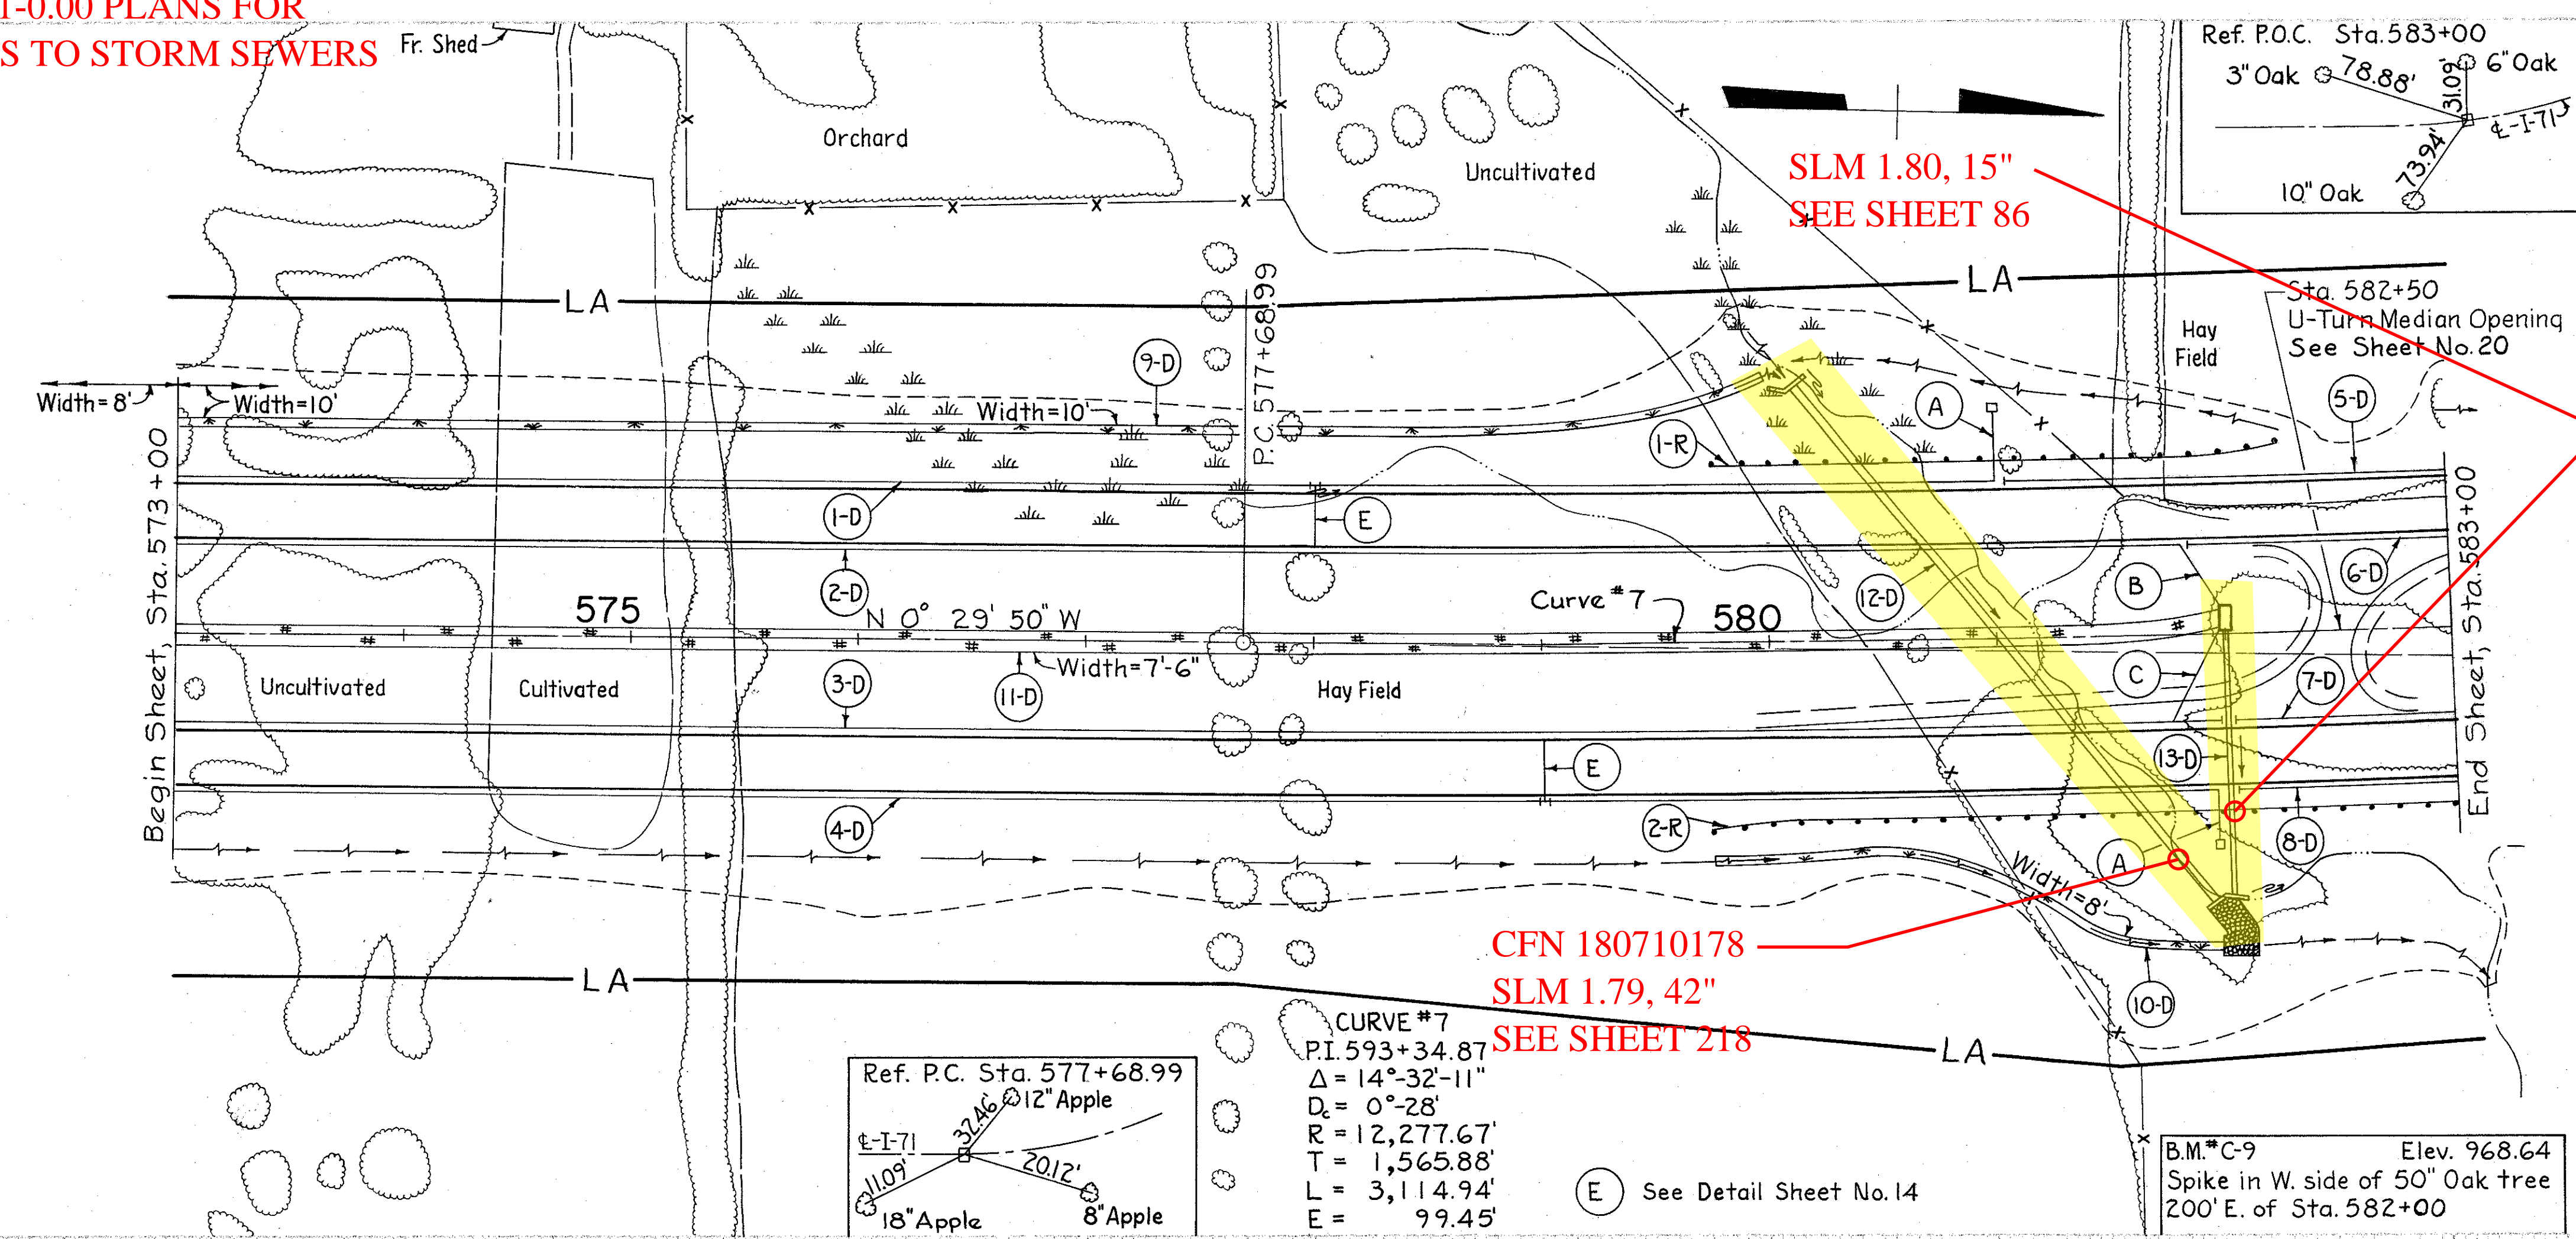 1-0.00 PLANS FOR
S TO STORM SEWERS
Fr. Shed
Orchard
Uncultivated
SLM 1.80, 15"
SEE SHEET 86
Ref. P.O.C. Sta. 583+00
3" Oak
78.88'
31.09'
6" Oak
℄-I-71
73.94'
10" Oak
LA
LA
Sta. 582+50
U-Turn Median Opening
See Sheet No. 20
Hay
Field
Width=8'
Width=10'
Width=10'
9-D
P.C. 577+68.99
A
5-D
1-R
Begin Sheet, Sta. 573+00
1-D
E
2-D
12-D
B
6-D
575
N 0° 29' 50" W
Curve #7
580
End Sheet, Sta. 583+00
Width=7'-6"
Uncultivated
Cultivated
3-D
11-D
Hay Field
C
7-D
E
13-D
4-D
2-R
8-D
A
Width=8'
CFN 180710178
SLM 1.79, 42"
SEE SHEET 218
LA
LA
10-D
Ref. P.C. Sta. 577+68.99
32.46'
12" Apple
℄-I-71
11.09'
20.12'
18" Apple
8" Apple
CURVE #7
P.I. 593+34.87
Δ = 14°-32'-11"
Dc = 0°-28'
R = 12,277.67'
T = 1,565.88'
L = 3,114.94'
E = 99.45'
E See Detail Sheet No. 14
B.M. #C-9 Elev. 968.64
Spike in W. side of 50" Oak tree
200' E. of Sta. 582+00